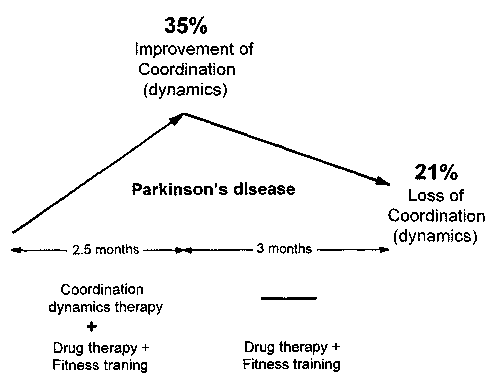 35%
Improvement of
Coordination
(dynamics)
21%
Loss of
Coordination
(dynamics)
Parkinson's disease
2.5 months
3 months
Coordination
dynamics therapy
+
Drug therapy +
Fitness traning
Drug therapy +
Fitness training